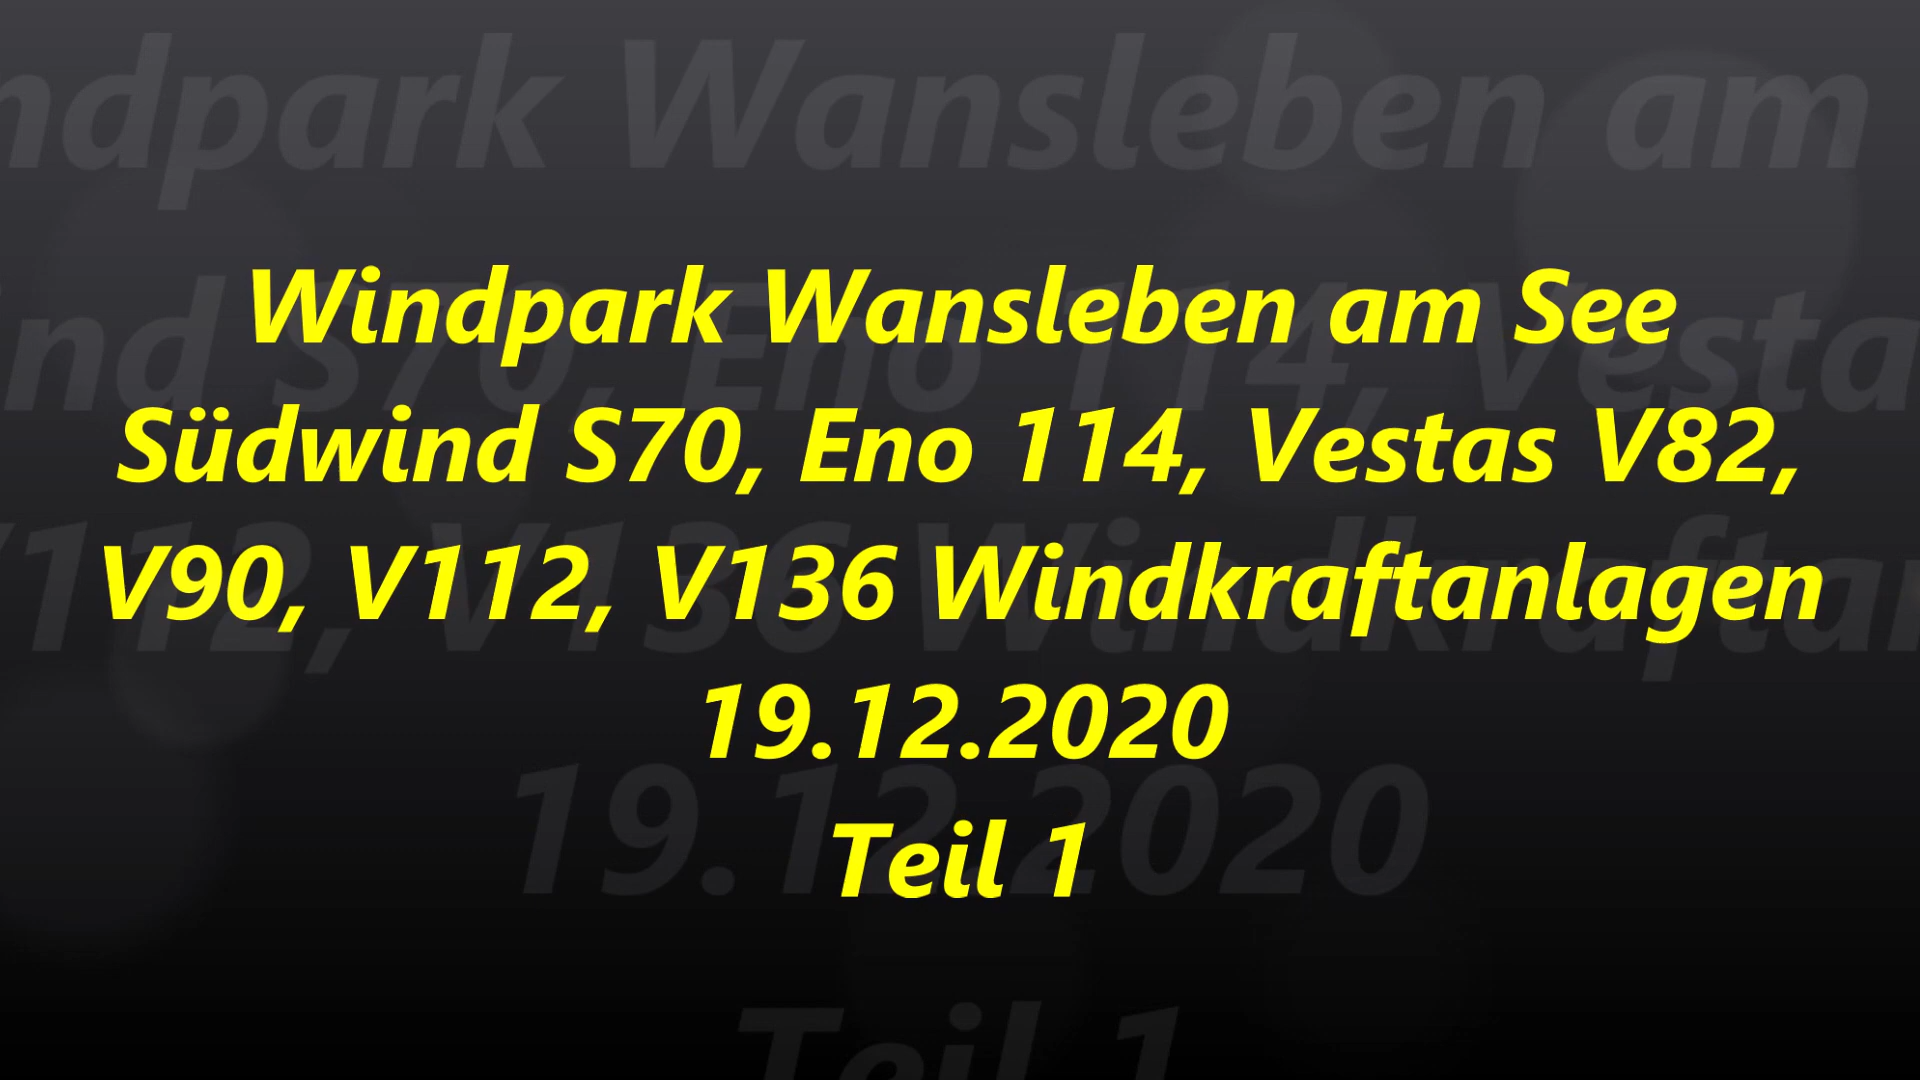 Windpark Wansleben am See
Südwind S70, Eno 114, Vestas V82,
V90, V112, V136 Windkraftanlagen
19.12.2020
Teil 1